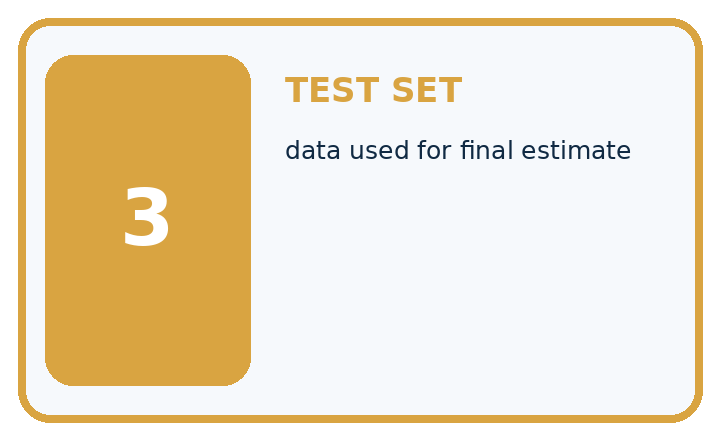 3
TEST SET
data used for final estimate